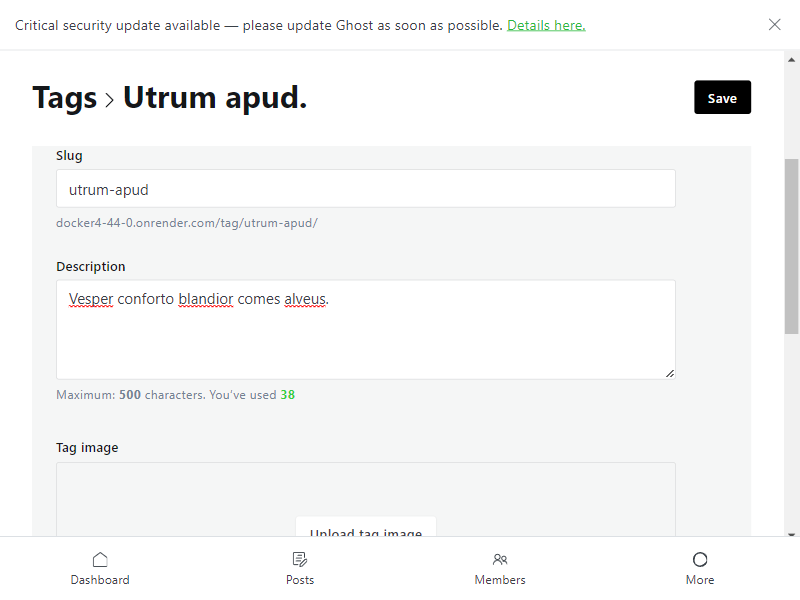 Critical security update available — please update Ghost as soon as possible. Details here.
Tags > Utrum apud.
Save
Slug
utrum-apud
docker4-44-0.onrender.com/tag/utrum-apud/
Description
Vesper conforto blandior comes alveus.
Maximum: 500 characters. You've used 38
Tag image
Upload tag image
Dashboard
Posts
Members
More